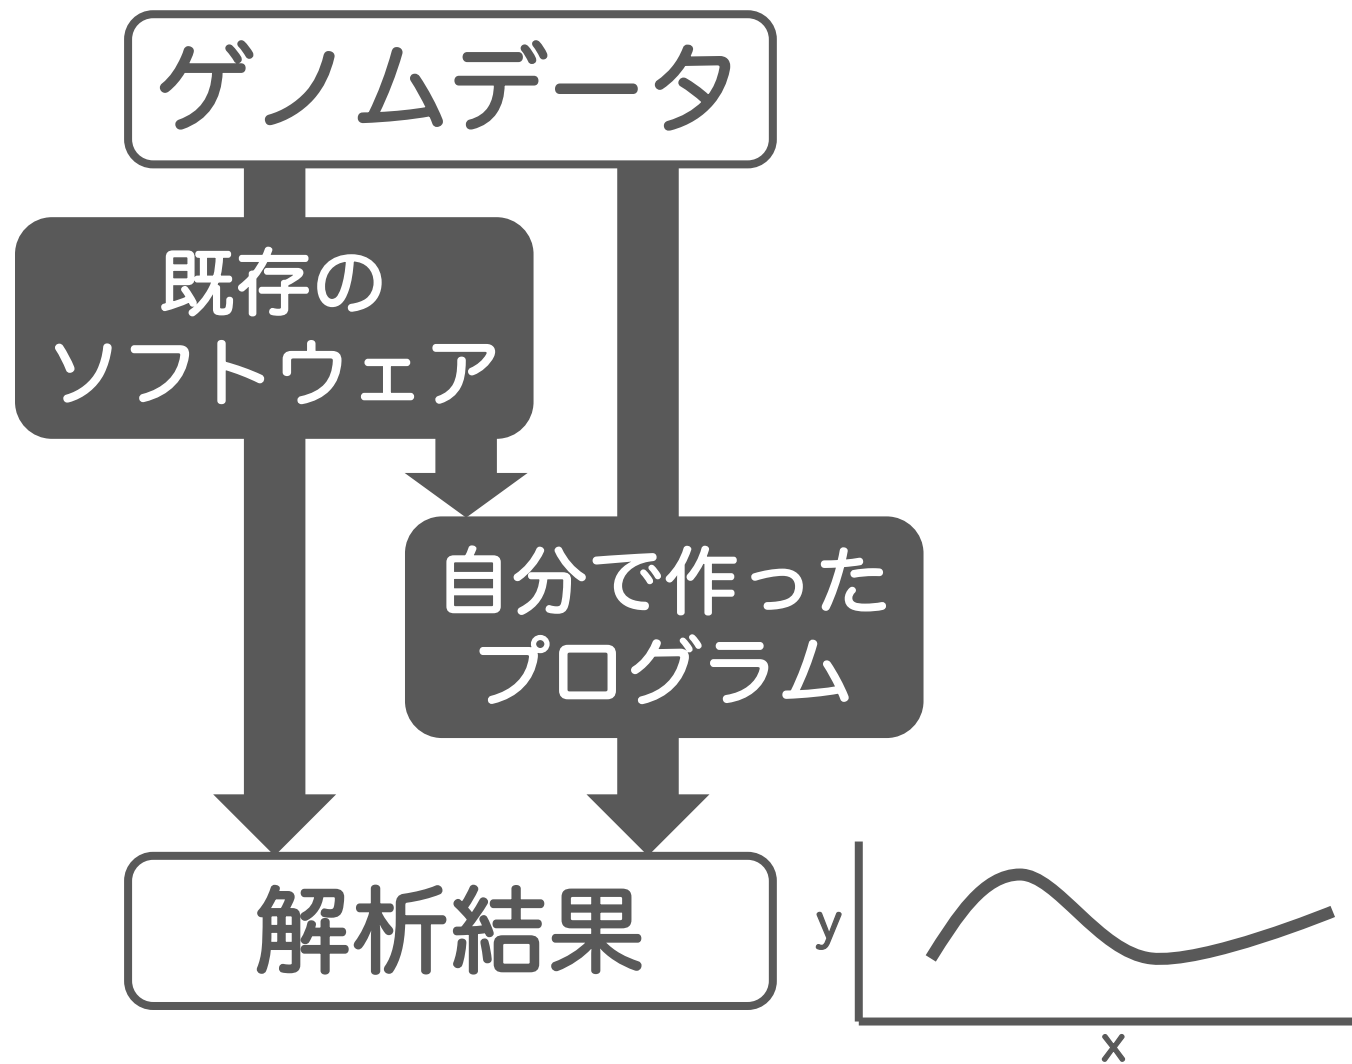 ゲノムデータ
既存の
ソフトウェア
自分で作った
プログラム
解析結果
y
x